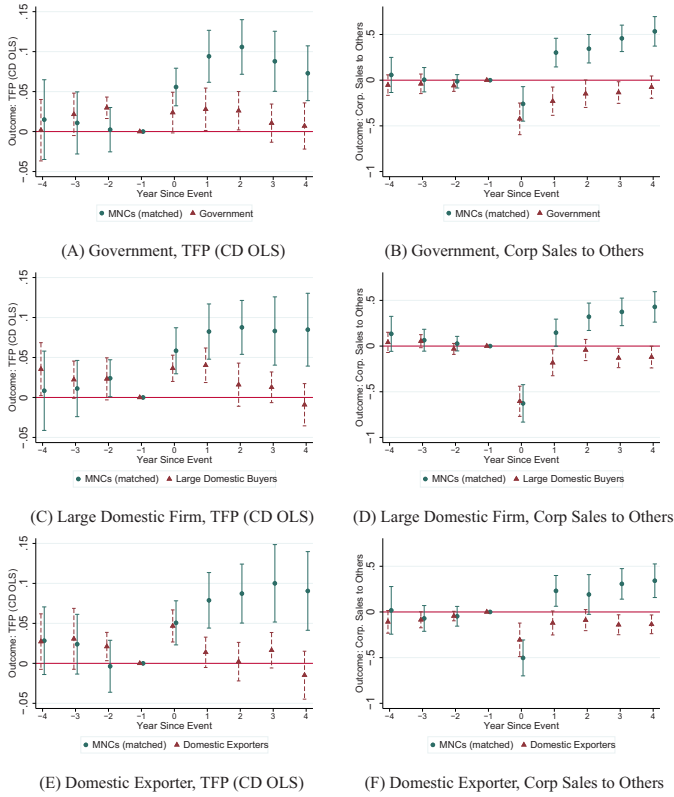 Outcome: TFP (CD OLS)
.15
.1
.05
0
-.05
−4 −3 −2 −1 0 1 2 3 4
Year Since Event
MNCs (matched) Government
(A) Government, TFP (CD OLS)
Outcome: Corp. Sales to Others
.5
0
-.5
-1
−4 −3 −2 −1 0 1 2 3 4
Year Since Event
MNCs (matched) Government
(B) Government, Corp Sales to Others
Outcome: TFP (CD OLS)
.15
.1
.05
0
-.05
−4 −3 −2 −1 0 1 2 3 4
Year Since Event
MNCs (matched) Large Domestic Buyers
(C) Large Domestic Firm, TFP (CD OLS)
Outcome: Corp. Sales to Others
.5
0
-.5
-1
−4 −3 −2 −1 0 1 2 3 4
Year Since Event
MNCs (matched) Large Domestic Buyers
(D) Large Domestic Firm, Corp Sales to Others
Outcome: TFP (CD OLS)
.15
.1
.05
0
-.05
−4 −3 −2 −1 0 1 2 3 4
Year Since Event
MNCs (matched) Domestic Exporters
(E) Domestic Exporter, TFP (CD OLS)
Outcome: Corp. Sales to Others
.5
0
-.5
-1
−4 −3 −2 −1 0 1 2 3 4
Year Since Event
MNCs (matched) Domestic Exporters
(F) Domestic Exporter, Corp Sales to Others